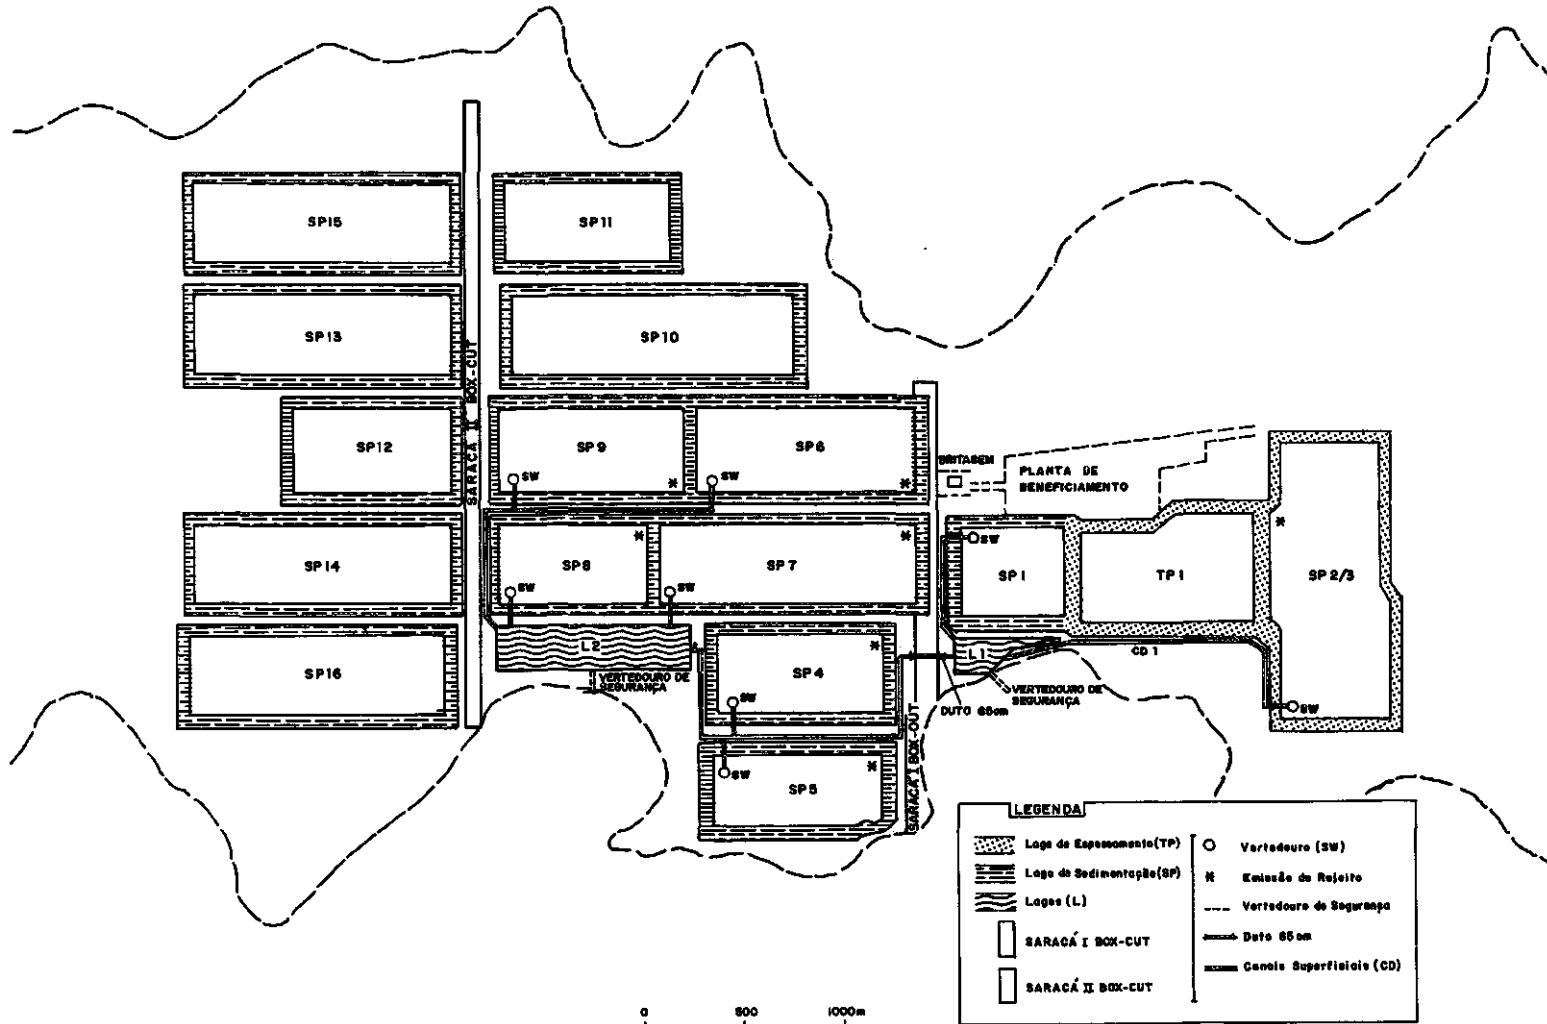 SP15
SP11
SP13
SP10
SARACÁ II BOX-CUT
SP12
SP9
SP6
SW
SW
BRITAGEM
PLANTA DE
BENEFICIAMENTO
SP14
SP8
SP7
SW
SW
SW
SP1
TP1
SP2/3
SP16
L2
VERTEDOURO DE
SEGURANÇA
SP4
SW
L1
CD 1
VERTEDOURO DE
SEGURANÇA
DUTO 65cm
SW
SARACÁ I BOX-OUT
SP5
SW
LEGENDA
Lago de Espessamento (TP)
Lago de Sedimentação (SP)
Lagos (L)
SARACÁ I BOX-CUT
SARACÁ II BOX-CUT
Vertedouro (SW)
Emissão de Rejeito
Vertedouro de Segurança
Duto 65 cm
Canais Superficiais (CD)
0 500 1000m